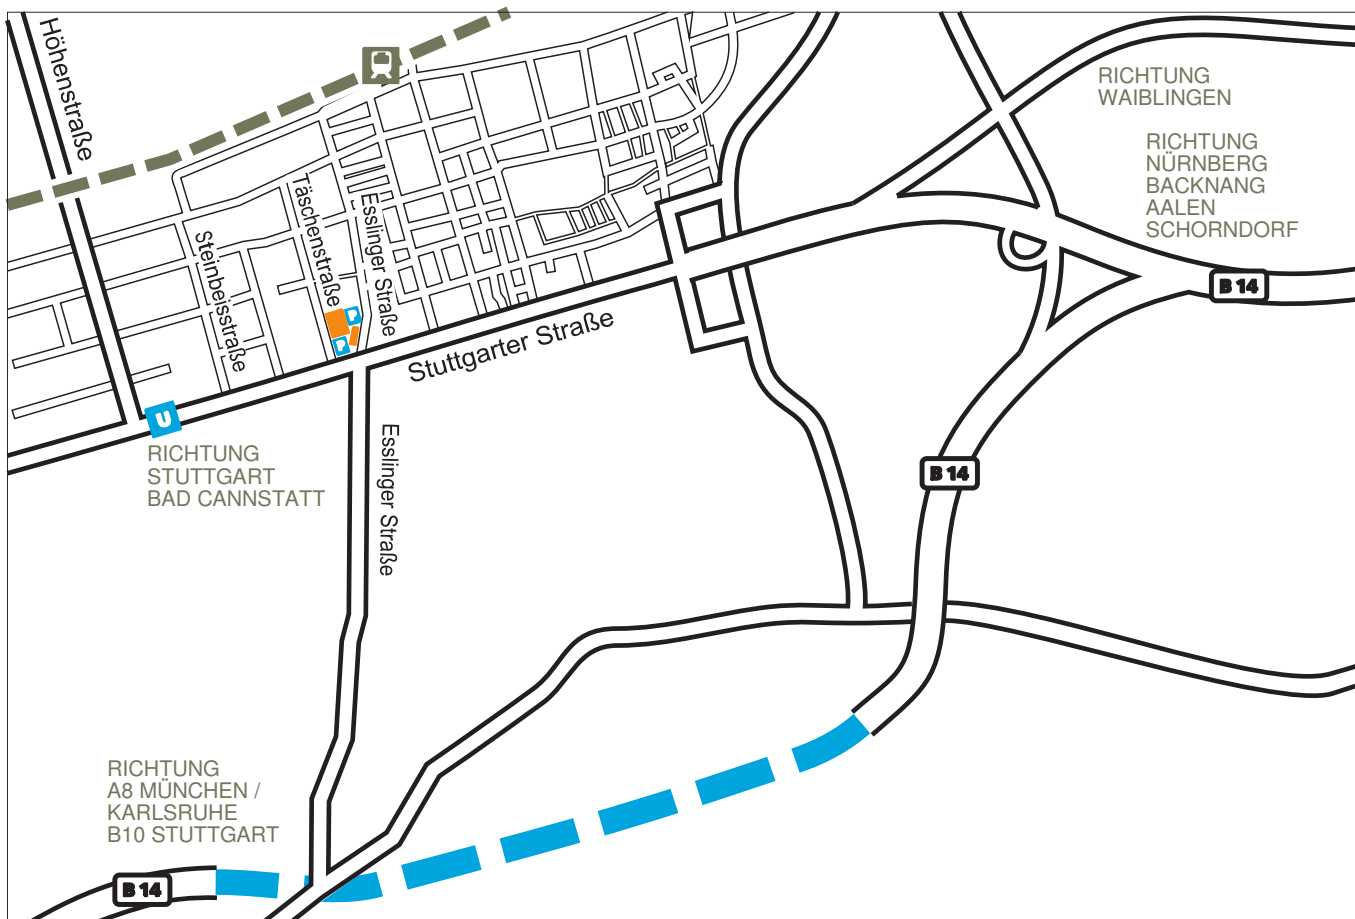 Höhenstraße
RICHTUNG
WAIBLINGEN
RICHTUNG
NÜRNBERG
BACKNANG
AALEN
SCHORNDORF
Täschenstraße
Esslinger Straße
Steinbeisstraße
B 14
Stuttgarter Straße
U
RICHTUNG
STUTTGART
BAD CANNSTATT
Esslinger Straße
B 14
RICHTUNG
A8 MÜNCHEN /
KARLSRUHE
B10 STUTTGART
B 14